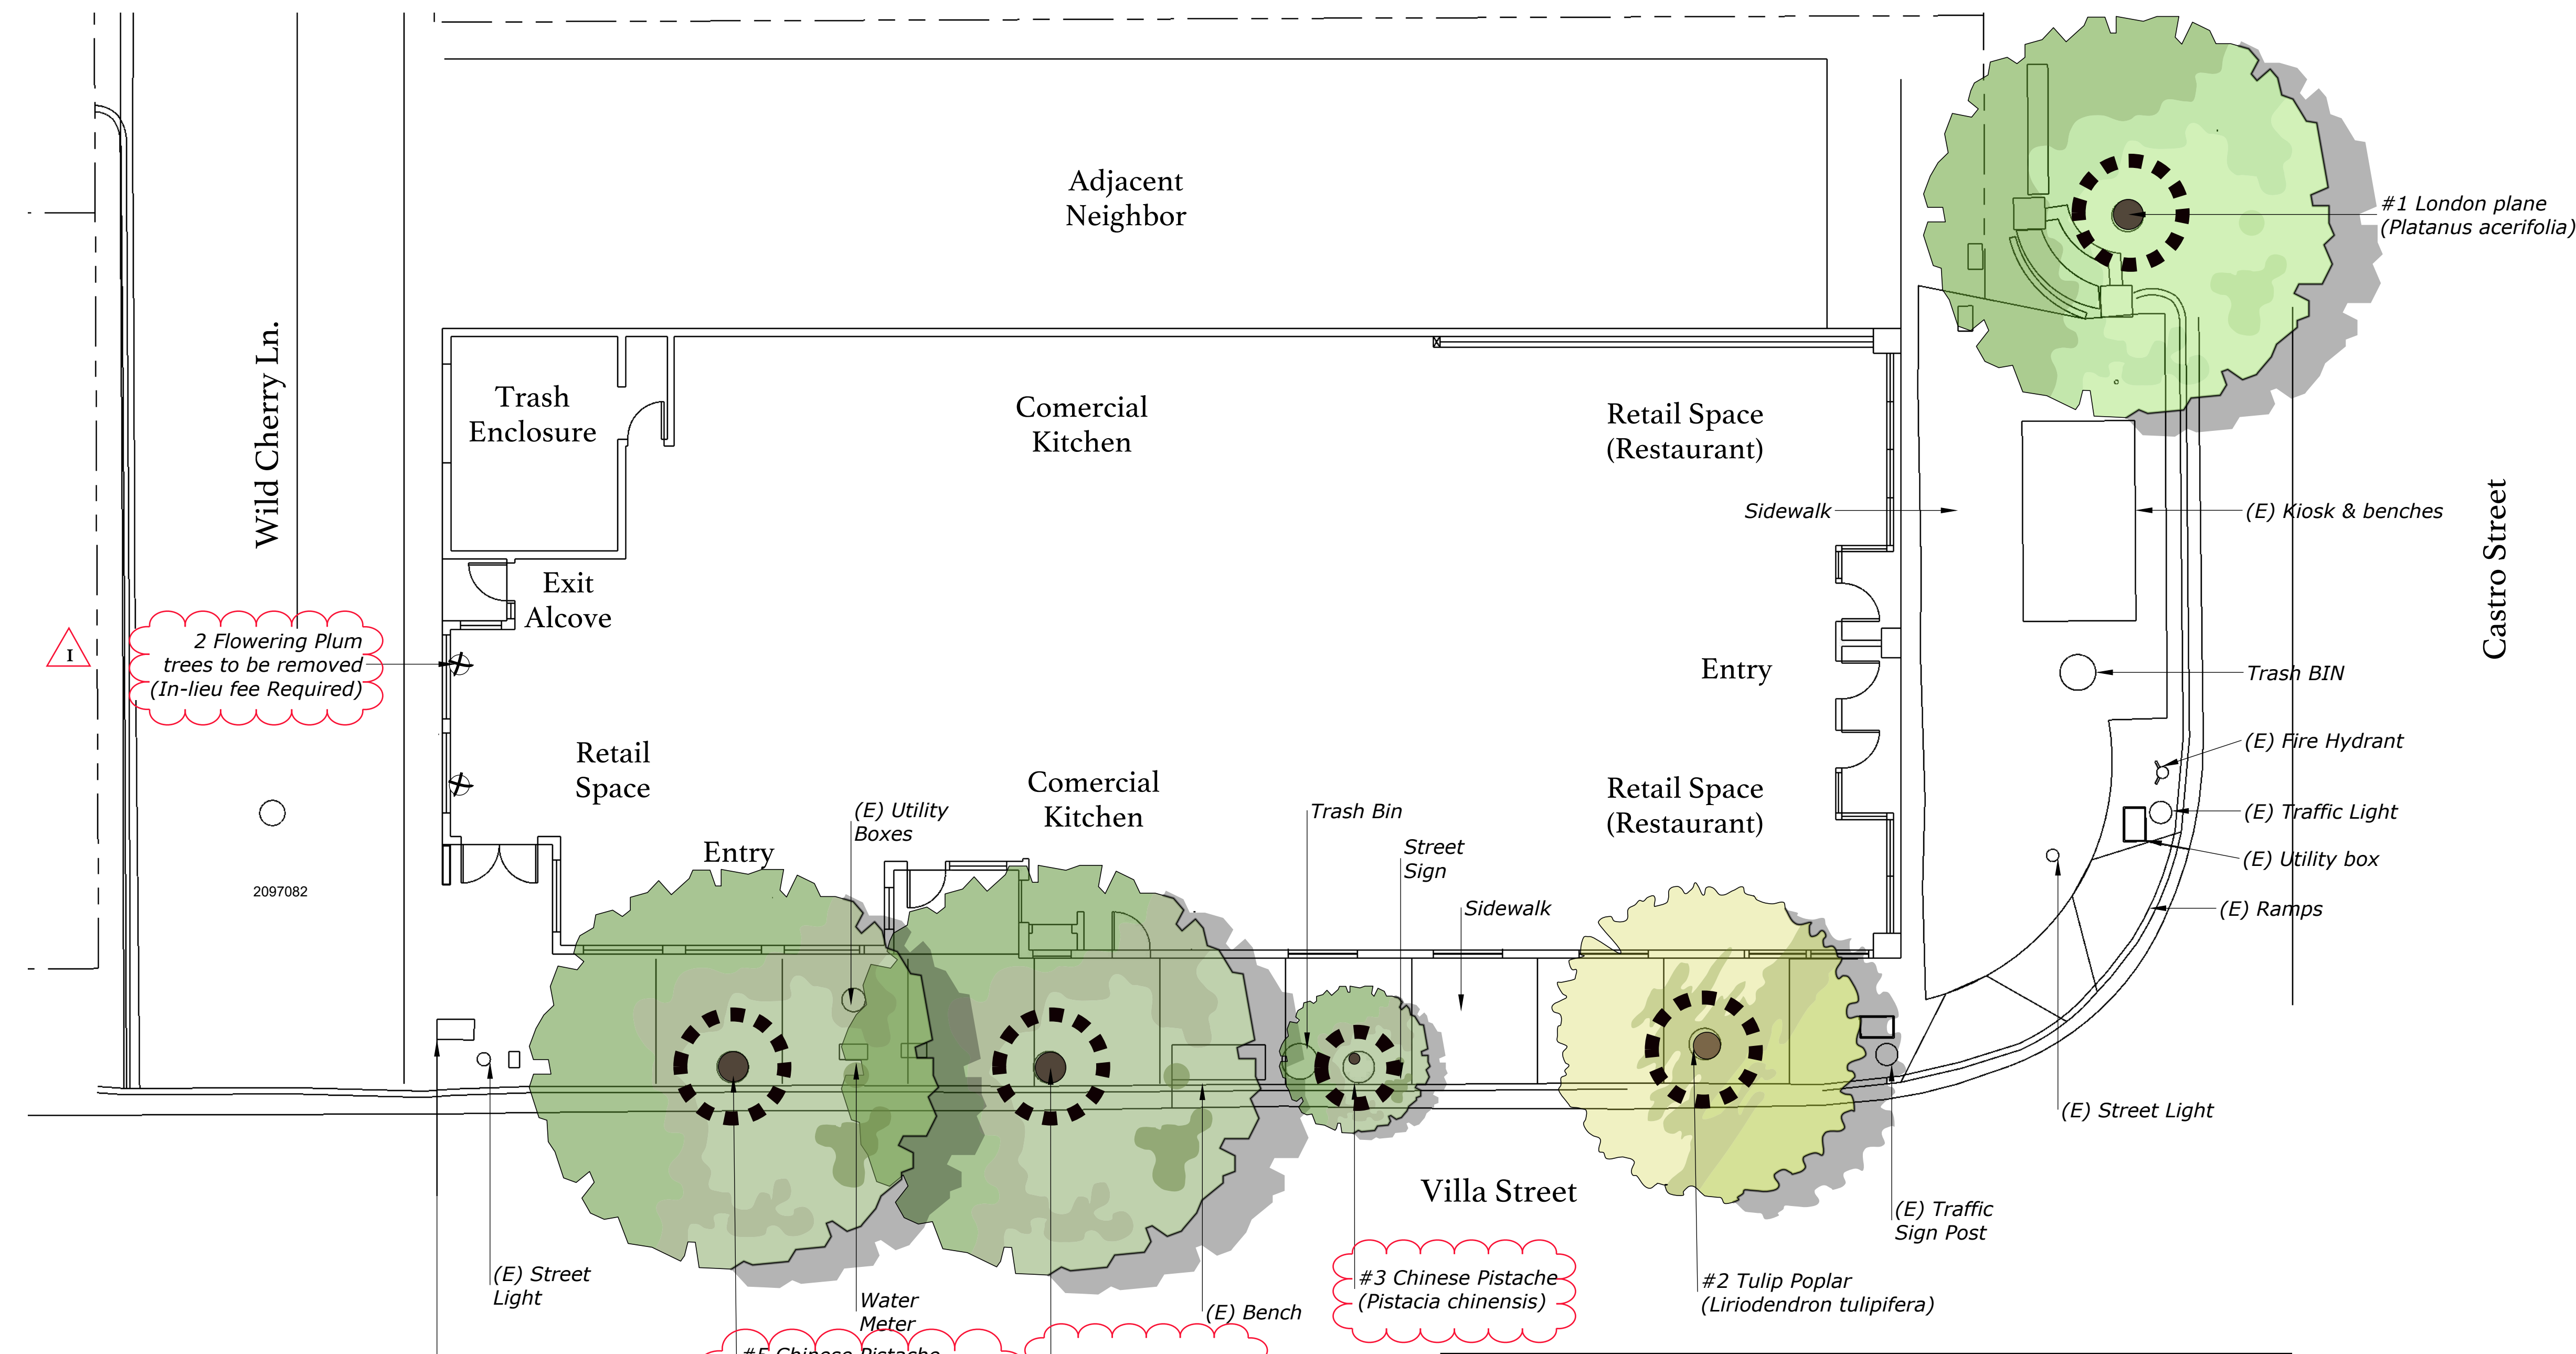 Adjacent
Neighbor
#1 London plane
(Platanus acerifolia)
Wild Cherry Ln.
Trash
Enclosure
Comercial
Kitchen
Retail Space
(Restaurant)
Sidewalk
(E) Kiosk & benches
Castro Street
Exit
Alcove
1
2 Flowering Plum
trees to be removed
(In-lieu fee Required)
Entry
Trash BIN
(E) Fire Hydrant
Retail
Space
Comercial
Kitchen
Retail Space
(Restaurant)
(E) Utility
Boxes
Trash Bin
(E) Traffic Light
Entry
Street
Sign
(E) Utility box
2097082
Sidewalk
(E) Ramps
(E) Street Light
Villa Street
(E) Traffic
Sign Post
(E) Street
Light
#3 Chinese Pistache
(Pistacia chinensis)
#2 Tulip Poplar
(Liriodendron tulipifera)
Water
Meter
(E) Bench
#5 Chinese Pistache